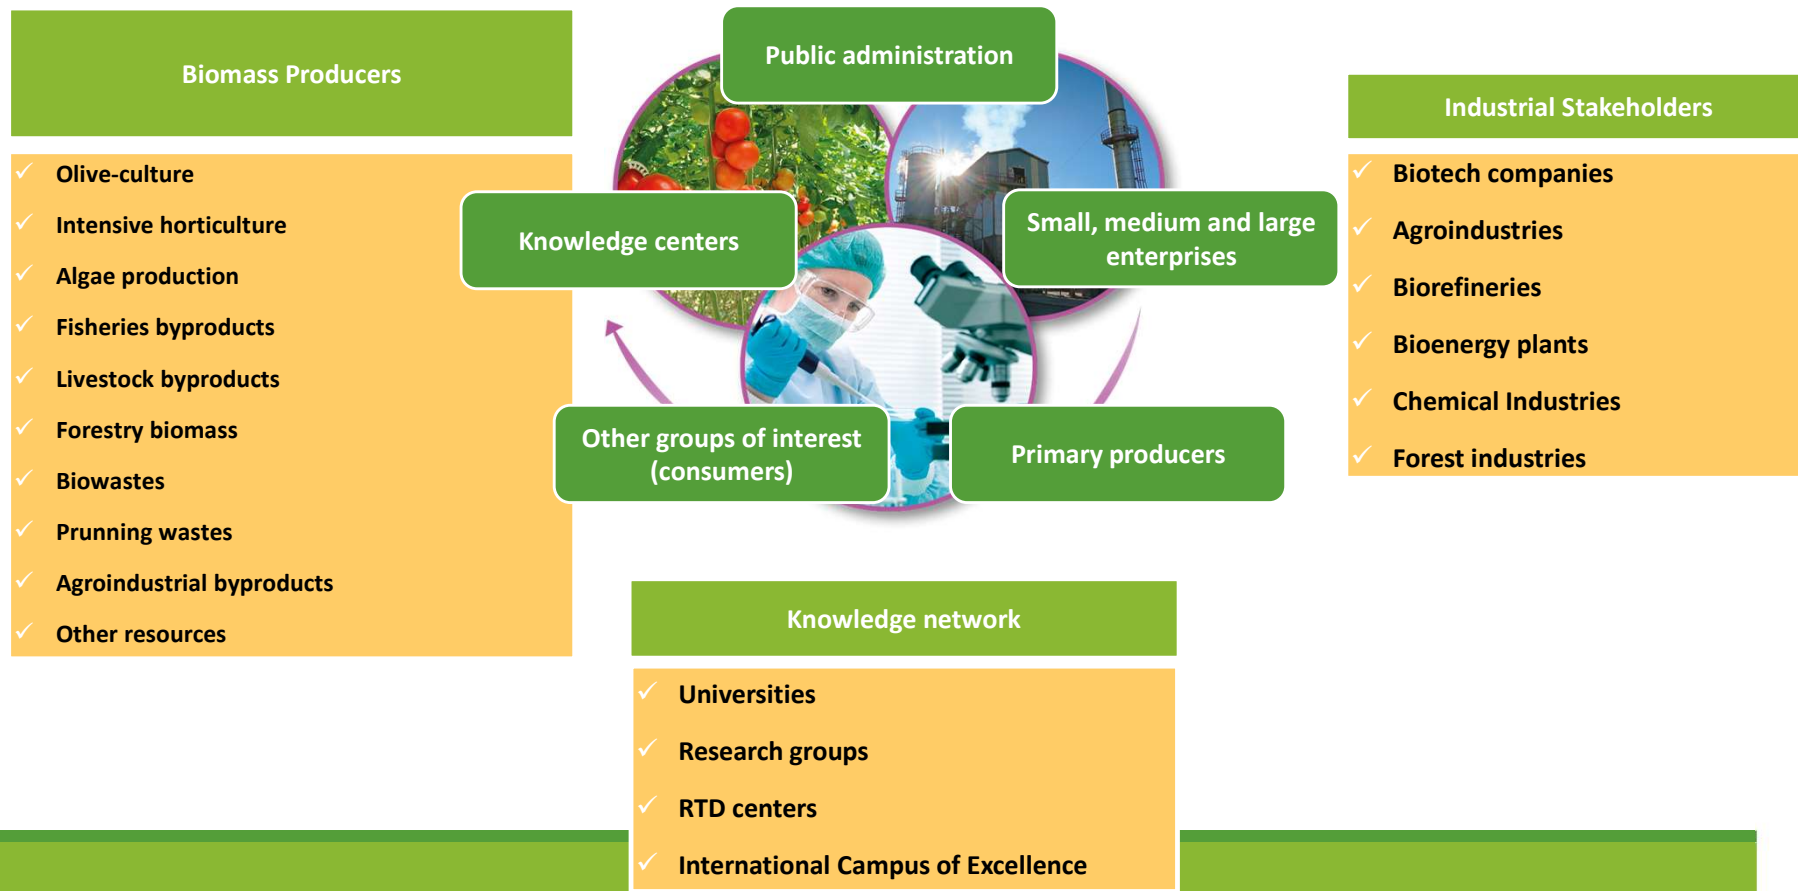 Biomass Producers
✓ Olive-culture
✓ Intensive horticulture
✓ Algae production
✓ Fisheries byproducts
✓ Livestock byproducts
✓ Forestry biomass
✓ Biowastes
✓ Prunning wastes
✓ Agroindustrial byproducts
✓ Other resources
Public administration
Knowledge centers
Small, medium and large
enterprises
Other groups of interest
(consumers)
Primary producers
Industrial Stakeholders
✓ Biotech companies
✓ Agroindustries
✓ Biorefineries
✓ Bioenergy plants
✓ Chemical Industries
✓ Forest industries
Knowledge network
✓ Universities
✓ Research groups
✓ RTD centers
✓ International Campus of Excellence